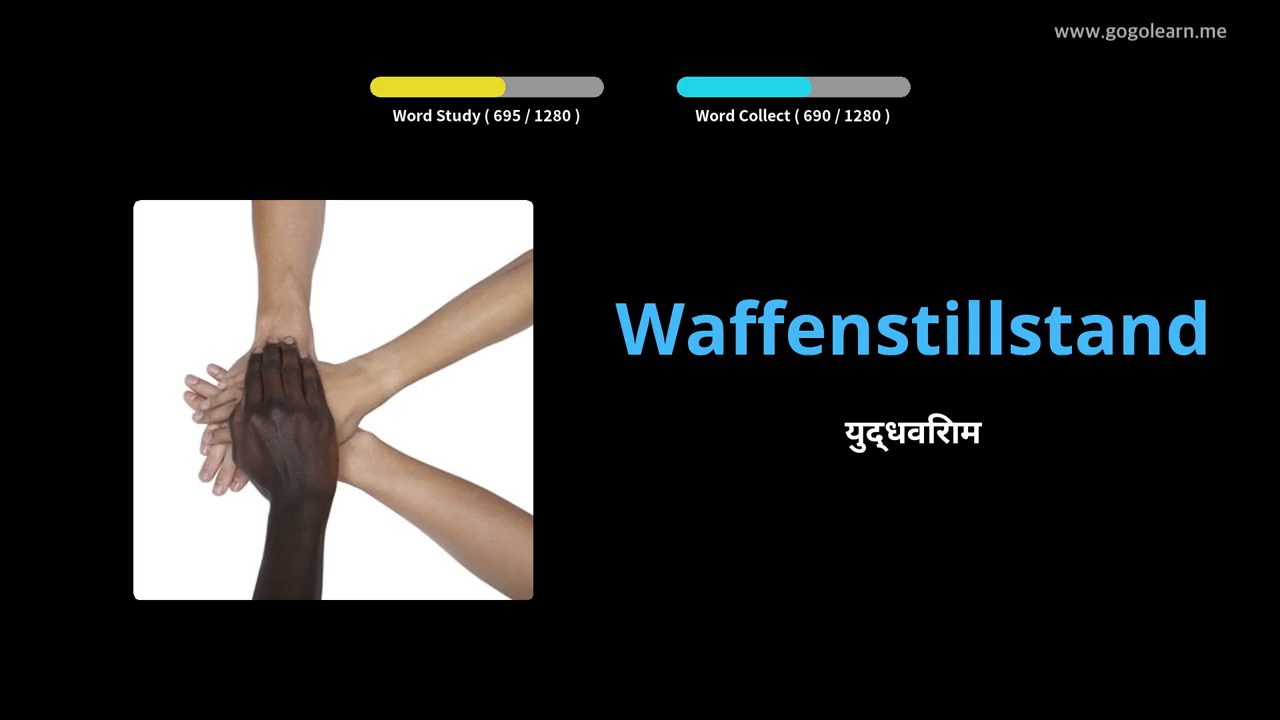 www.gogolearn.me
Word Study ( 695 / 1280 )
Word Collect ( 690 / 1280 )
Waffenstillstand
युद्धविराम